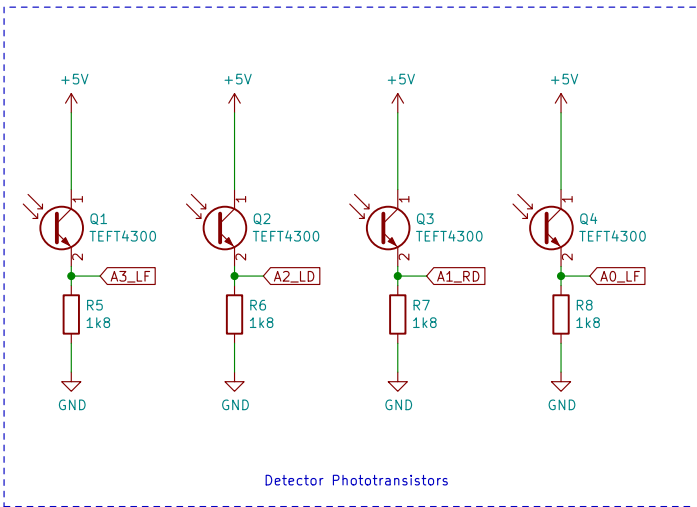 +5V +5V +5V +5V
1 1 1 1
Q1 Q2 Q3 Q4
TEFT4300 TEFT4300 TEFT4300 TEFT4300
2 2 2 2
A3_LF A2_LD A1_RD A0_LF
R5 R6 R7 R8
1k8 1k8 1k8 1k8
GND GND GND GND
Detector Phototransistors